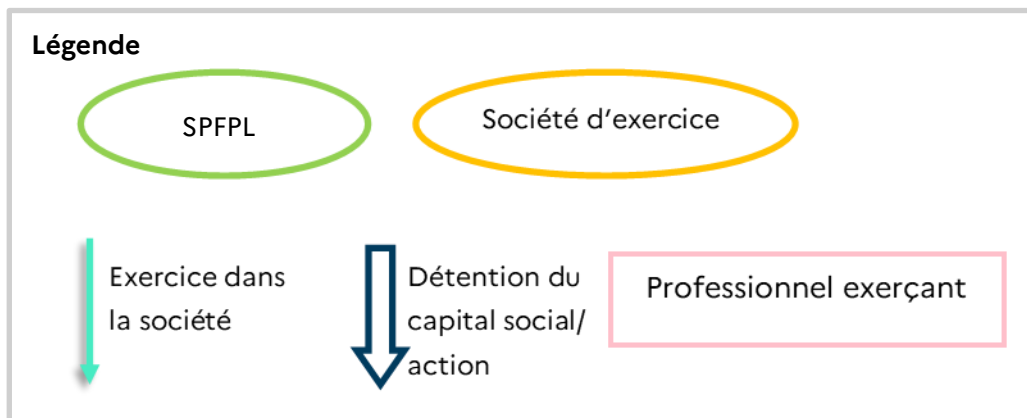 Légende
SPFPL
Société d’exercice
Exercice dans
la société
Détention du
capital social/
action
Professionnel exerçant